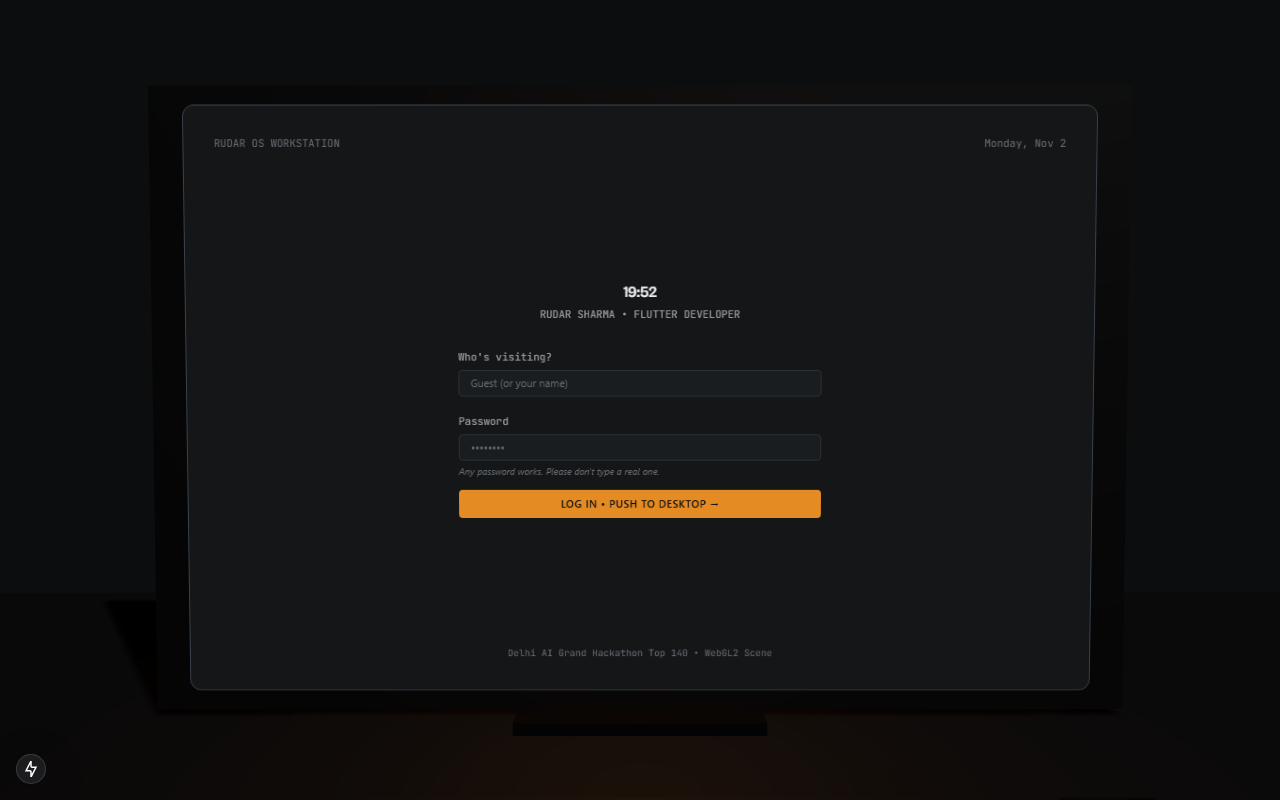 RUDAR OS WORKSTATION
Monday, Nov 2
19:52
RUDAR SHARMA • FLUTTER DEVELOPER
Who's visiting?
Guest (or your name)
Password
••••••••
Any password works. Please don't type a real one.
LOG IN • PUSH TO DESKTOP →
Delhi AI Grand Hackathon Top 140 • WebGL2 Scene